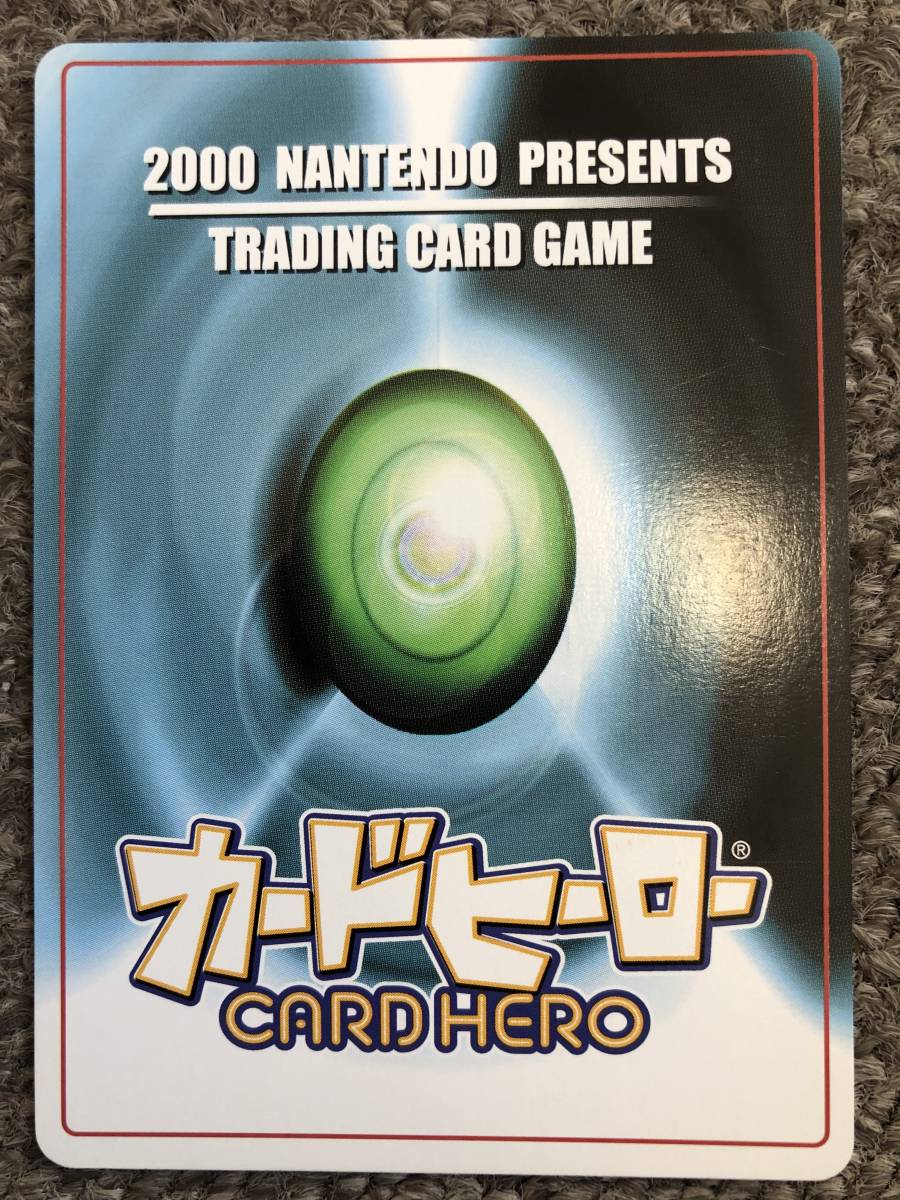 2000 NANTENDO PRESENTS
TRADING CARD GAME
カードヒーロー®
CARD HERO